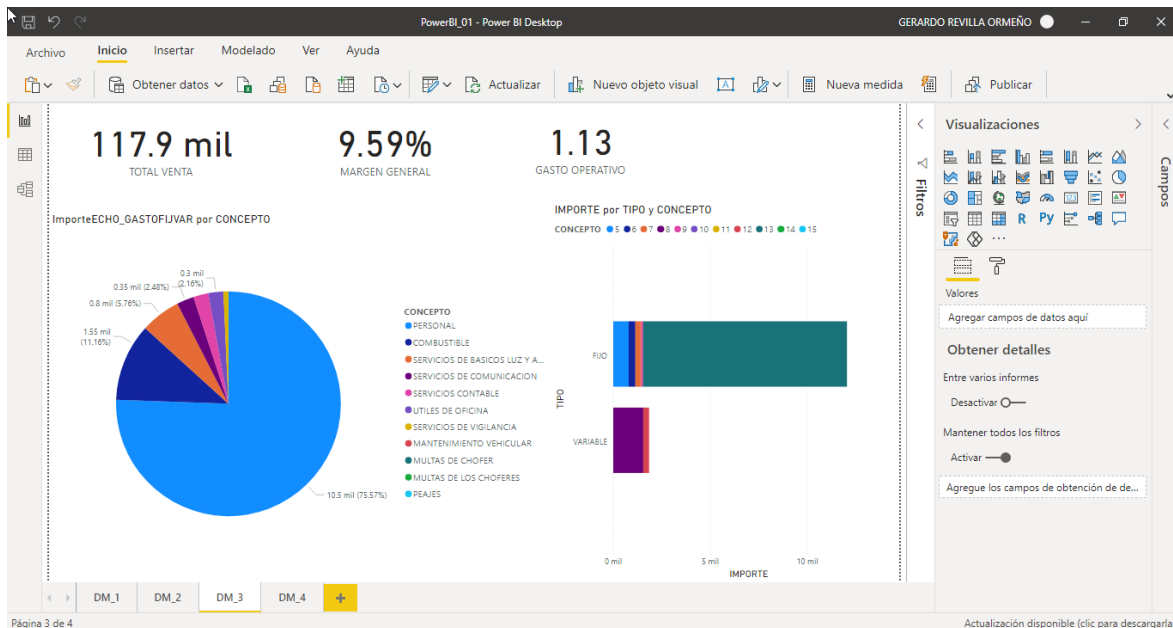 PowerBI_01 - Power BI Desktop
GERARDO REVILLA ORMEÑO
Archivo Inicio Insertar Modelado Ver Ayuda
Obtener datos Actualizar Nuevo objeto visual Nueva medida Publicar
117.9 mil
TOTAL VENTA
9.59%
MARGEN GENERAL
1.13
GASTO OPERATIVO
ImporteECHO_GASTOFIJVAR por CONCEPTO
0.3 mil
(2.16%)
0.35 mil (2.48%)
0.8 mil (5.76%)
1.55 mil
(11.16%)
10.5 mil (75.57%)
CONCEPTO
PERSONAL
COMBUSTIBLE
SERVICIOS DE BASICOS LUZ Y A...
SERVICIOS DE COMUNICACION
SERVICIOS CONTABLE
UTILES DE OFICINA
SERVICIOS DE VIGILANCIA
MANTENIMIENTO VEHICULAR
MULTAS DE CHOFER
MULTAS DE LOS CHOFERES
PEAJES
IMPORTE por TIPO y CONCEPTO
CONCEPTO 5 6 7 8 9 10 11 12 13 14 15
TIPO
FIJO
VARIABLE
0 mil 5 mil 10 mil
IMPORTE
Filtros
Visualizaciones
R Py
Valores
Agregar campos de datos aquí
Obtener detalles
Entre varios informes
Desactivar
Mantener todos los filtros
Activar
Agregue los campos de obtención de de...
Campos
DM_1 DM_2 DM_3 DM_4
Página 3 de 4
Actualización disponible (clic para descargarla